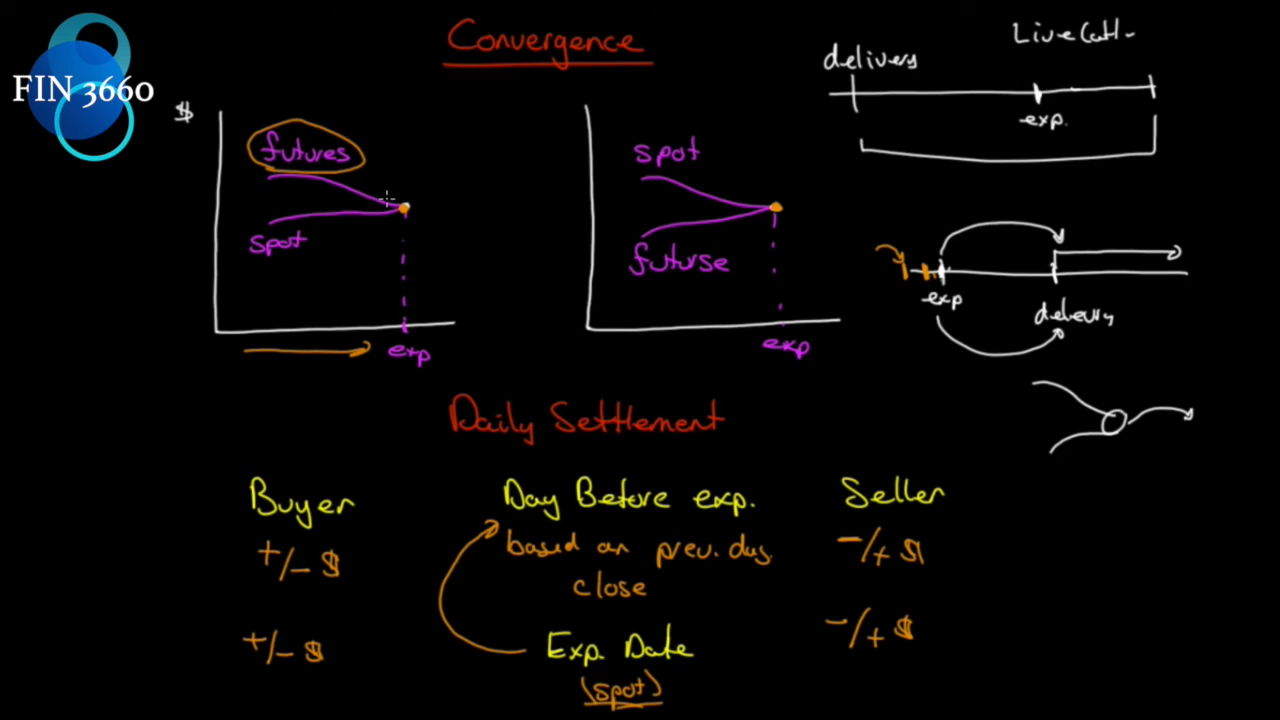 Convergence
FIN 3660
$
futures
spot
exp
spot
futurse
exp
Live Catt-
delivery
exp.
exp
delivery
Daily Settlement
Buyer
Day Before exp.
Seller
+/- $
based on prev. day
close
-/+ $
+/- $
Exp. Date
(spot)
-/+ $